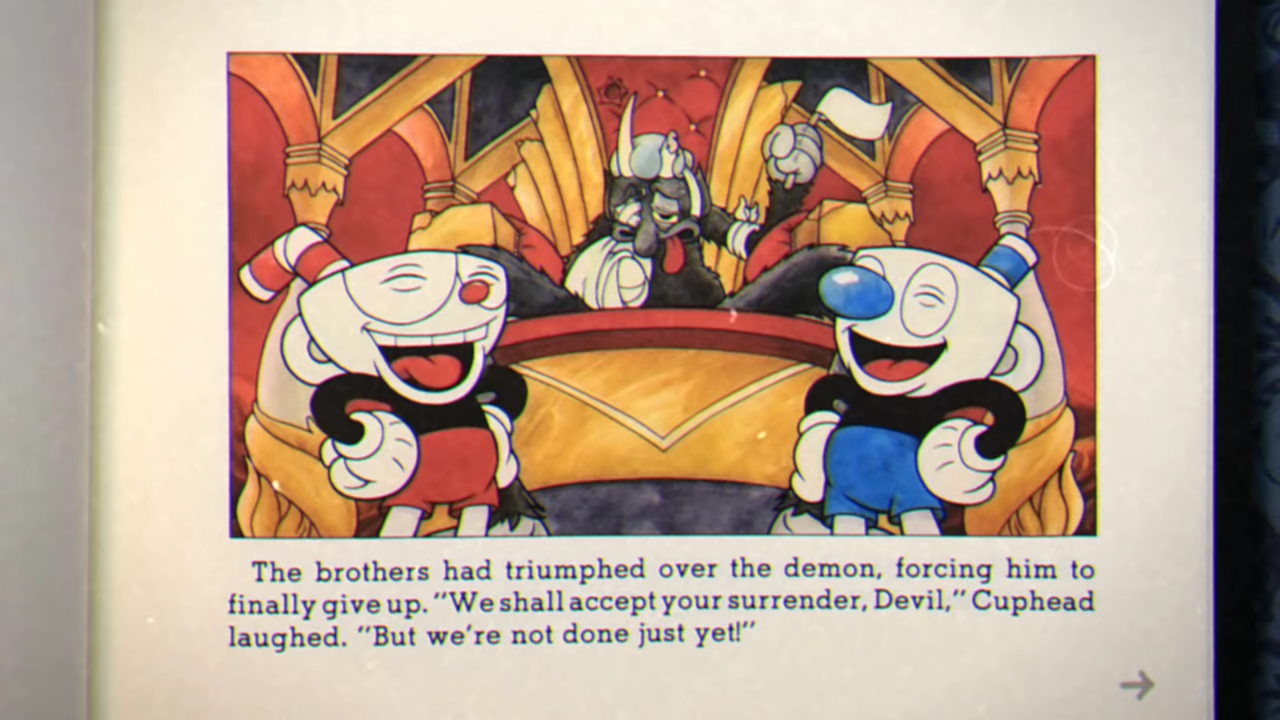 The brothers had triumphed over the demon, forcing him to
finally give up. “We shall accept your surrender, Devil,” Cuphead
laughed. “But we’re not done just yet!”